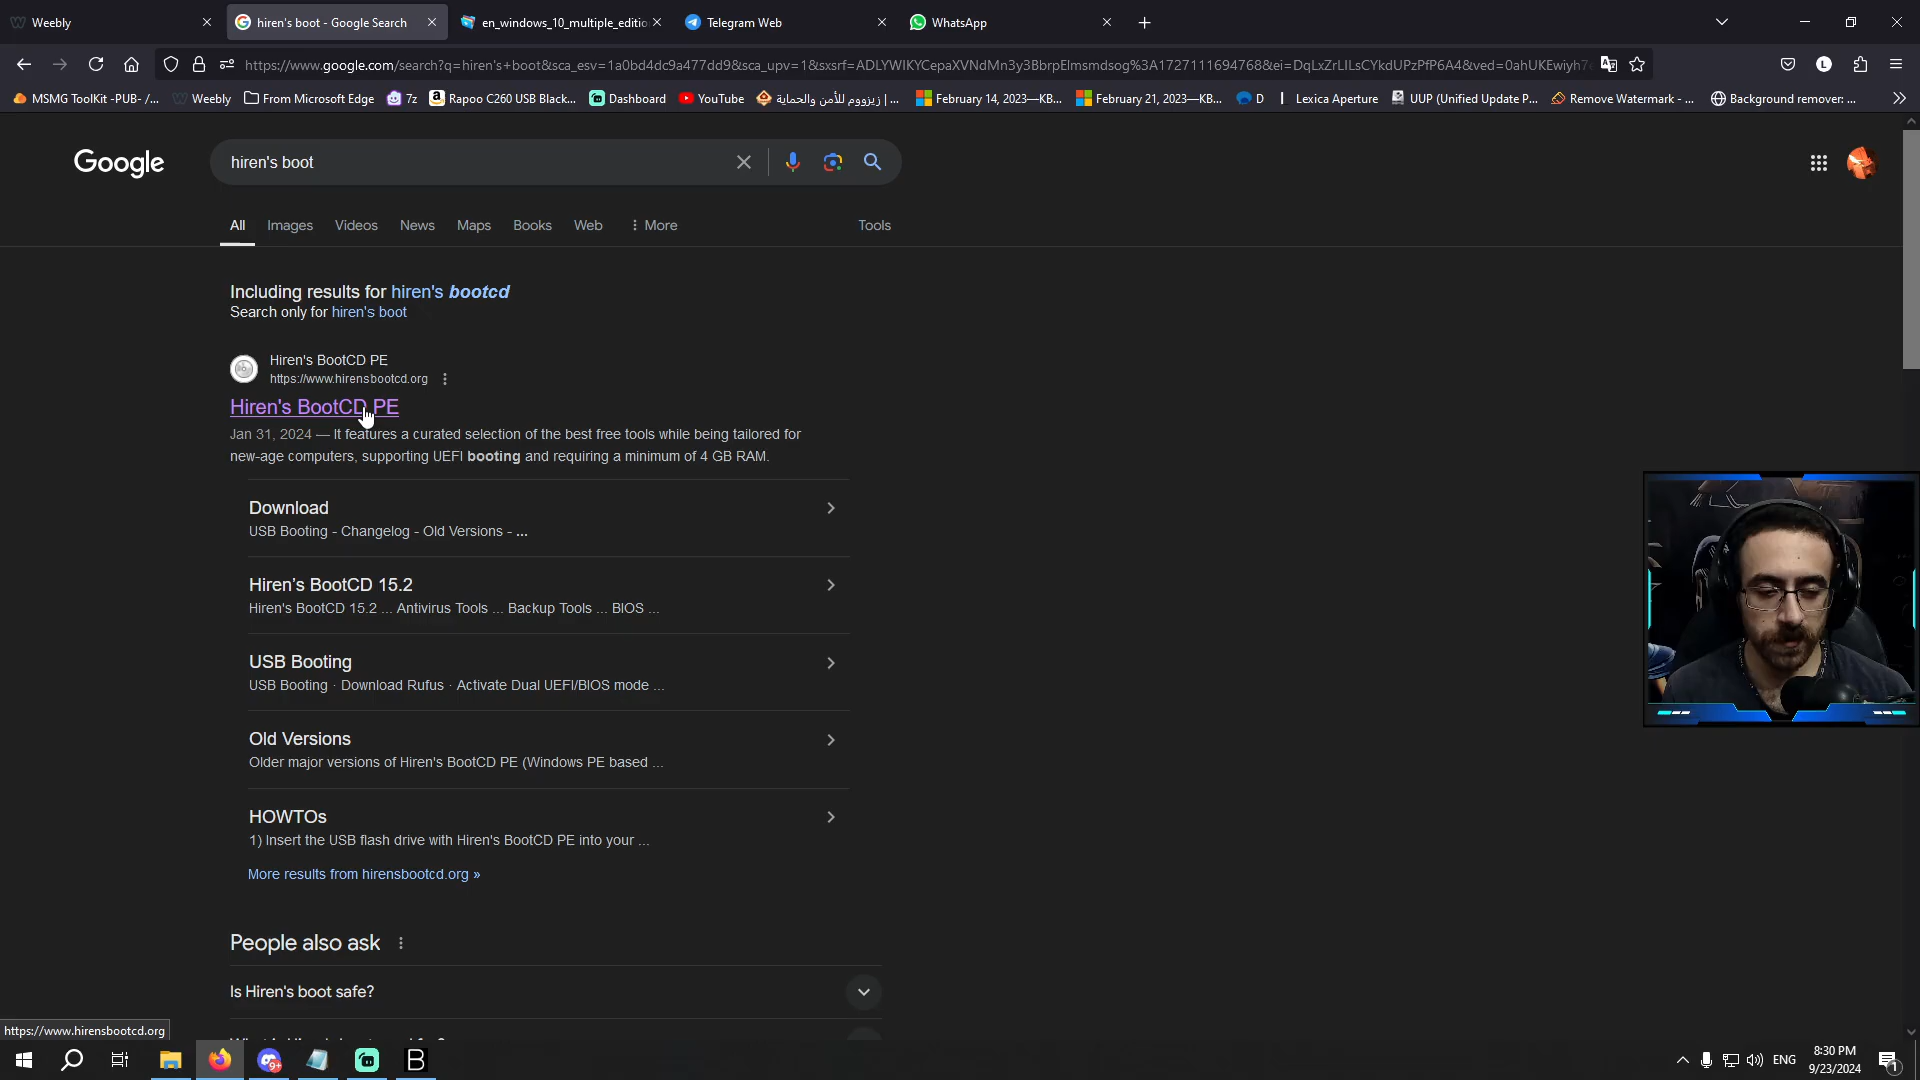 Weebly
hiren's boot - Google Search
en_windows_10_multiple_editio
Telegram Web
WhatsApp
https://www.google.com/search?q=hiren's+boot&sca_esv=1a0bd4dc9a477dd9&sca_upv=1&sxsrf=ADLYWIKYCepaXVNdMn3y3BbrpElmsmdsog%3A1727111694768&ei=DqLxZrLILsCYkdUPzPfP6A4&ved=0ahUKEwiyh7
MSMG ToolKit -PUB- /...
Weebly
From Microsoft Edge
7z
Rapoo C260 USB Black...
Dashboard
YouTube
زيزووم للأمن والحماية | ...
February 14, 2023—KB...
February 21, 2023—KB...
D
Lexica Aperture
UUP (Unified Update P...
Remove Watermark - ...
Background remover: ...
Google
hiren's boot
All
Images
Videos
News
Maps
Books
Web
More
Tools
Including results for hiren's bootcd
Search only for hiren's boot
Hiren's BootCD PE
https://www.hirensbootcd.org
Hiren's BootCD PE
Jan 31, 2024 — It features a curated selection of the best free tools while being tailored for
new-age computers, supporting UEFI booting and requiring a minimum of 4 GB RAM.
Download
USB Booting - Changelog - Old Versions - ...
Hiren's BootCD 15.2
Hiren's BootCD 15.2 ... Antivirus Tools ... Backup Tools ... BIOS ...
USB Booting
USB Booting · Download Rufus · Activate Dual UEFI/BIOS mode ...
Old Versions
Older major versions of Hiren's BootCD PE (Windows PE based ...
HOWTOs
1) Insert the USB flash drive with Hiren's BootCD PE into your ...
More results from hirensbootcd.org »
People also ask
Is Hiren's boot safe?
https://www.hirensbootcd.org
9+
B
ENG
8:30 PM
9/23/2024
1